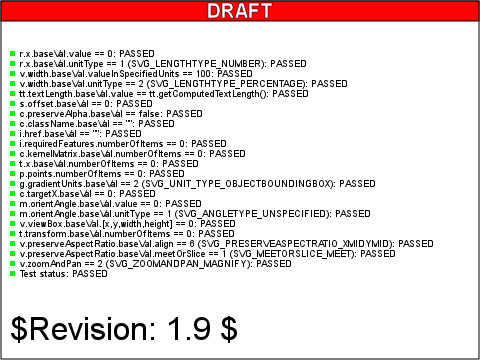 DRAFT
r.x.baseVal.value == 0: PASSED
r.x.baseVal.unitType == 1 (SVG_LENGTHTYPE_NUMBER): PASSED
v.width.baseVal.valueInSpecifiedUnits == 100: PASSED
v.width.baseVal.unitType == 2 (SVG_LENGTHTYPE_PERCENTAGE): PASSED
tt.textLength.baseVal.value == tt.getComputedTextLength(): PASSED
s.offset.baseVal == 0: PASSED
c.preserveAlpha.baseVal == false: PASSED
c.className.baseVal == "": PASSED
i.href.baseVal == "": PASSED
i.requiredFeatures.numberOfItems == 0: PASSED
c.kernelMatrix.baseVal.numberOfItems == 0: PASSED
t.x.baseVal.numberOfItems == 0: PASSED
p.points.numberOfItems == 0: PASSED
g.gradientUnits.baseVal == 2 (SVG_UNIT_TYPE_OBJECTBOUNDINGBOX): PASSED
c.targetX.baseVal == 0: PASSED
m.orientAngle.baseVal.value == 0: PASSED
m.orientAngle.baseVal.unitType == 1 (SVG_ANGLETYPE_UNSPECIFIED): PASSED
v.viewBox.baseVal.[x,y,width,height] == 0: PASSED
t.transform.baseVal.numberOfItems == 0: PASSED
v.preserveAspectRatio.baseVal.align == 6 (SVG_PRESERVEASPECTRATIO_XMIDYMID): PASSED
v.preserveAspectRatio.baseVal.meetOrSlice == 1 (SVG_MEETORSLICE_MEET): PASSED
v.zoomAndPan == 2 (SVG_ZOOMANDPAN_MAGNIFY): PASSED
Test status: PASSED
$Revision: 1.9 $